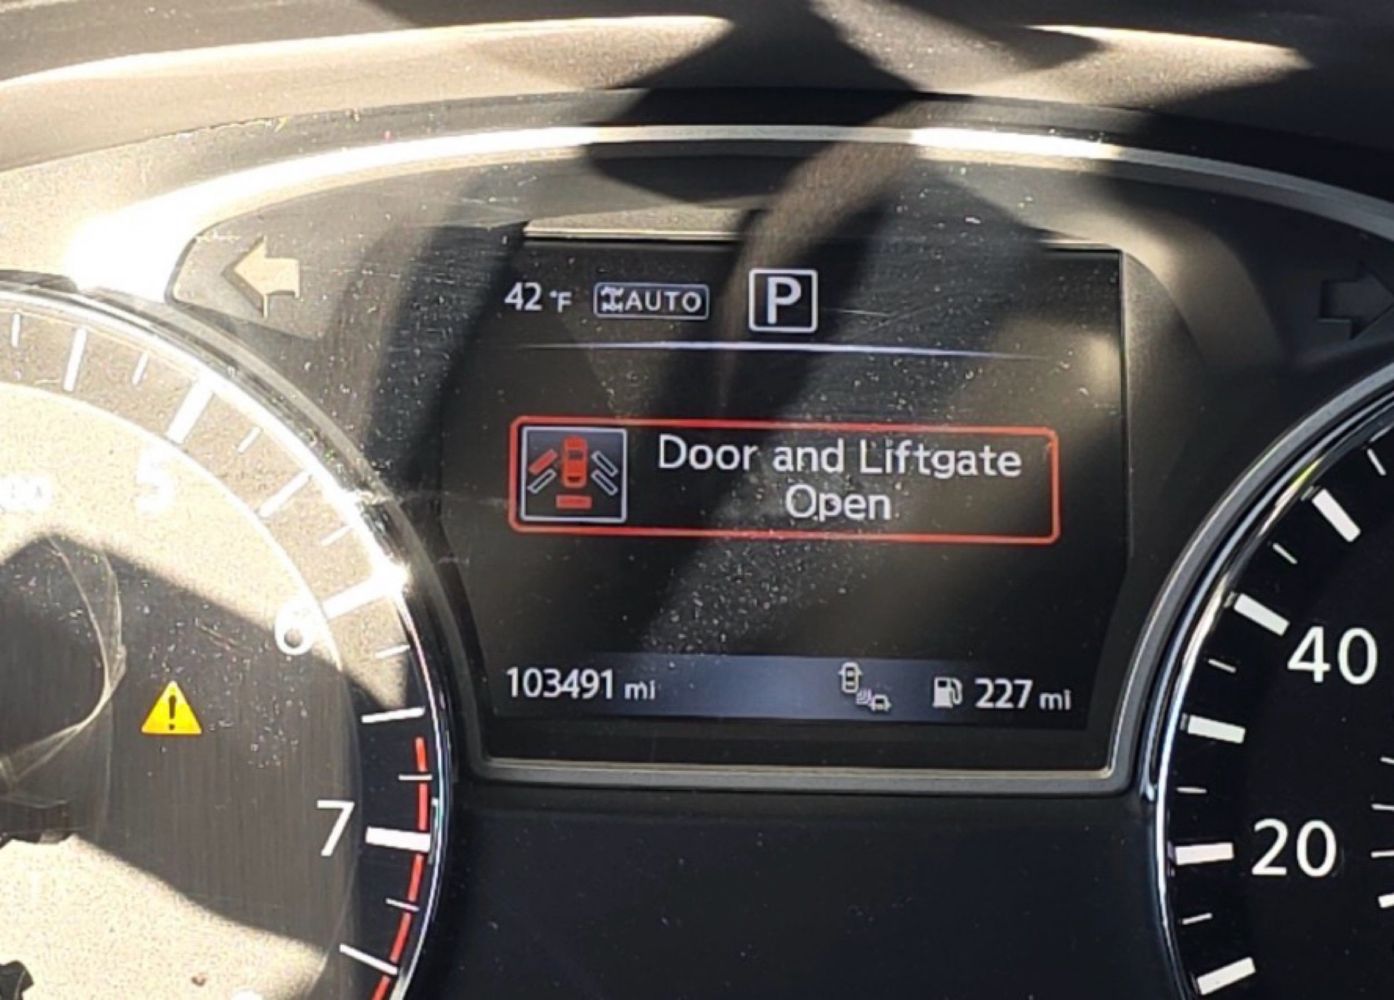 42 °F AUTO P
Door and Liftgate
Open
103491 mi 227 mi
5
6
7
40
20